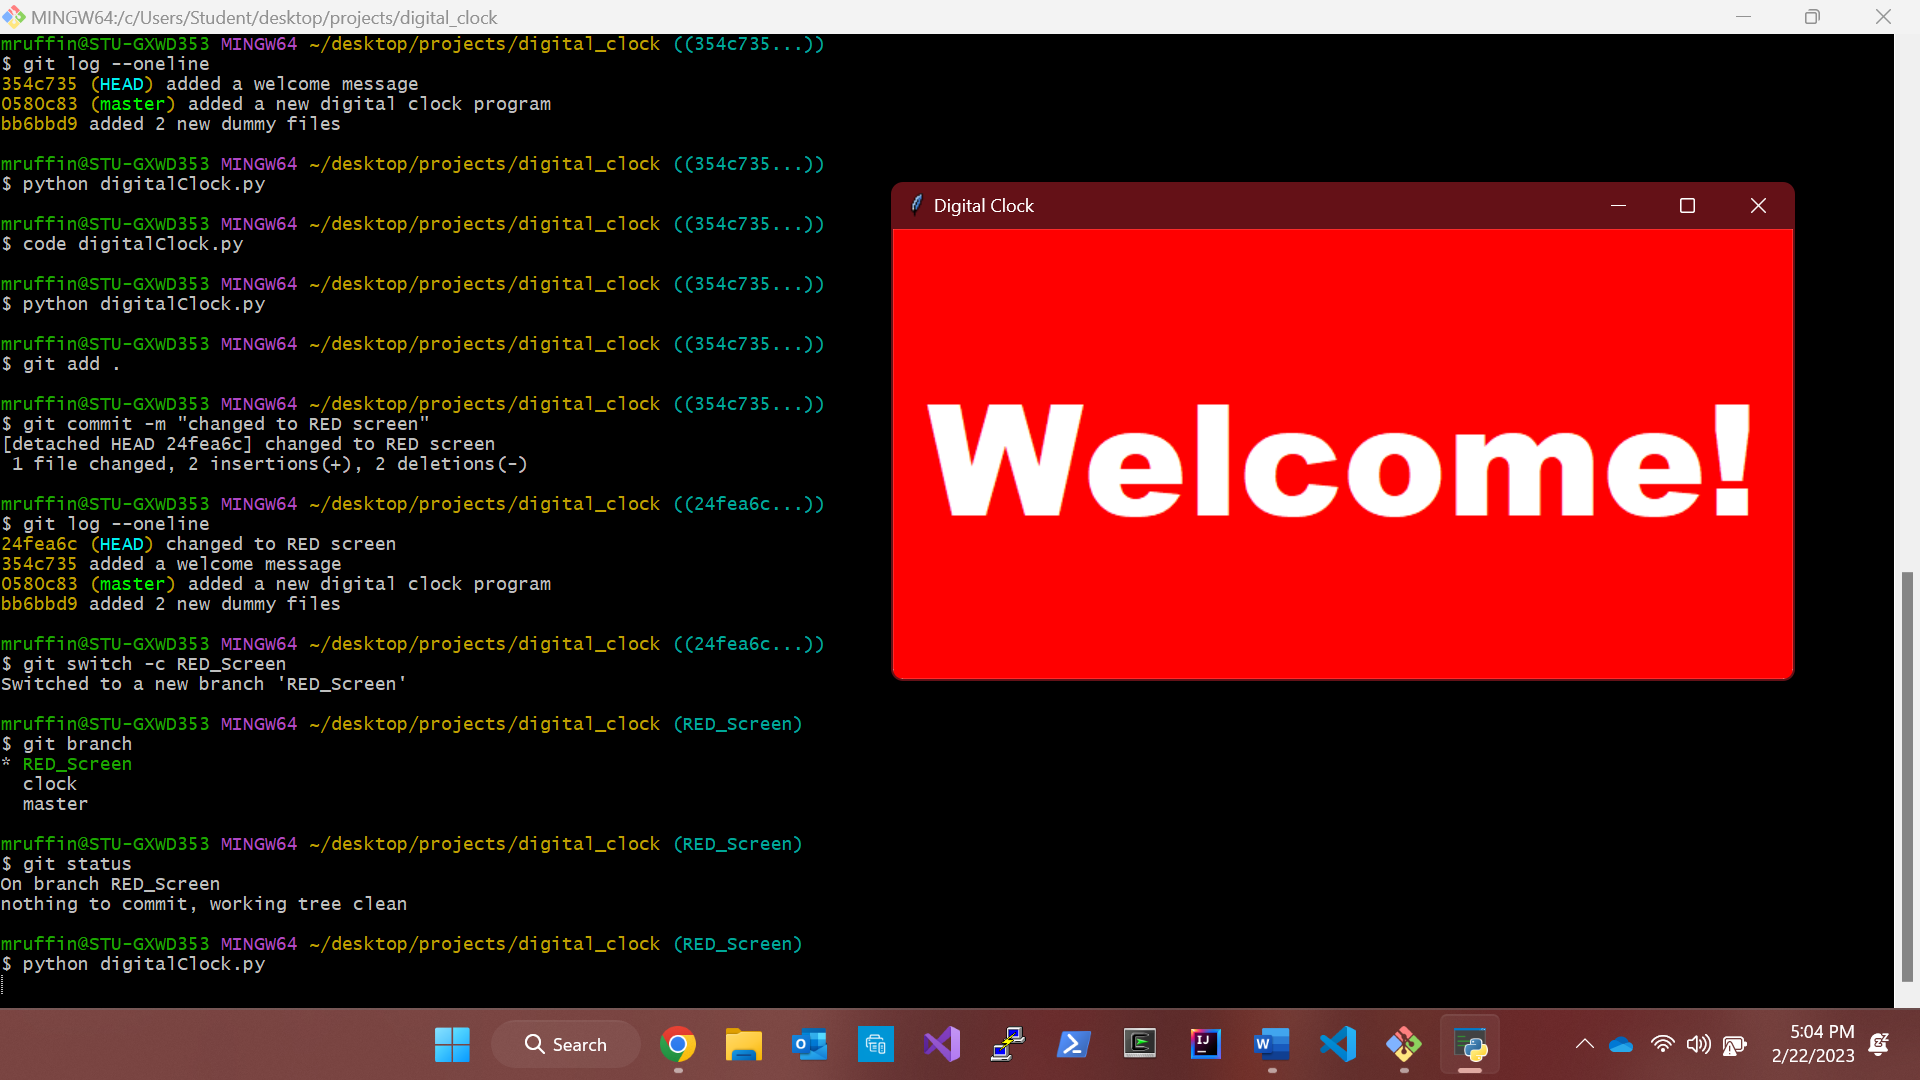 MINGW64:/c/Users/Student/desktop/projects/digital_clock
mruffin@STU-GXWD353 MINGW64 ~/desktop/projects/digital_clock ((354c735...))
$ git log --oneline
354c735 (HEAD) added a welcome message
0580c83 (master) added a new digital clock program
bb6bbd9 added 2 new dummy files
mruffin@STU-GXWD353 MINGW64 ~/desktop/projects/digital_clock ((354c735...))
$ python digitalClock.py
mruffin@STU-GXWD353 MINGW64 ~/desktop/projects/digital_clock ((354c735...))
$ code digitalClock.py
mruffin@STU-GXWD353 MINGW64 ~/desktop/projects/digital_clock ((354c735...))
$ python digitalClock.py
mruffin@STU-GXWD353 MINGW64 ~/desktop/projects/digital_clock ((354c735...))
$ git add .
mruffin@STU-GXWD353 MINGW64 ~/desktop/projects/digital_clock ((354c735...))
$ git commit -m "changed to RED screen"
[detached HEAD 24fea6c] changed to RED screen
1 file changed, 2 insertions(+), 2 deletions(-)
mruffin@STU-GXWD353 MINGW64 ~/desktop/projects/digital_clock ((24fea6c...))
$ git log --oneline
24fea6c (HEAD) changed to RED screen
354c735 added a welcome message
0580c83 (master) added a new digital clock program
bb6bbd9 added 2 new dummy files
mruffin@STU-GXWD353 MINGW64 ~/desktop/projects/digital_clock ((24fea6c...))
$ git switch -c RED_Screen
Switched to a new branch 'RED_Screen'
mruffin@STU-GXWD353 MINGW64 ~/desktop/projects/digital_clock (RED_Screen)
$ git branch
* RED_Screen
clock
master
mruffin@STU-GXWD353 MINGW64 ~/desktop/projects/digital_clock (RED_Screen)
$ git status
On branch RED_Screen
nothing to commit, working tree clean
mruffin@STU-GXWD353 MINGW64 ~/desktop/projects/digital_clock (RED_Screen)
$ python digitalClock.py
Digital Clock
Welcome!
Search
5:04 PM
2/22/2023